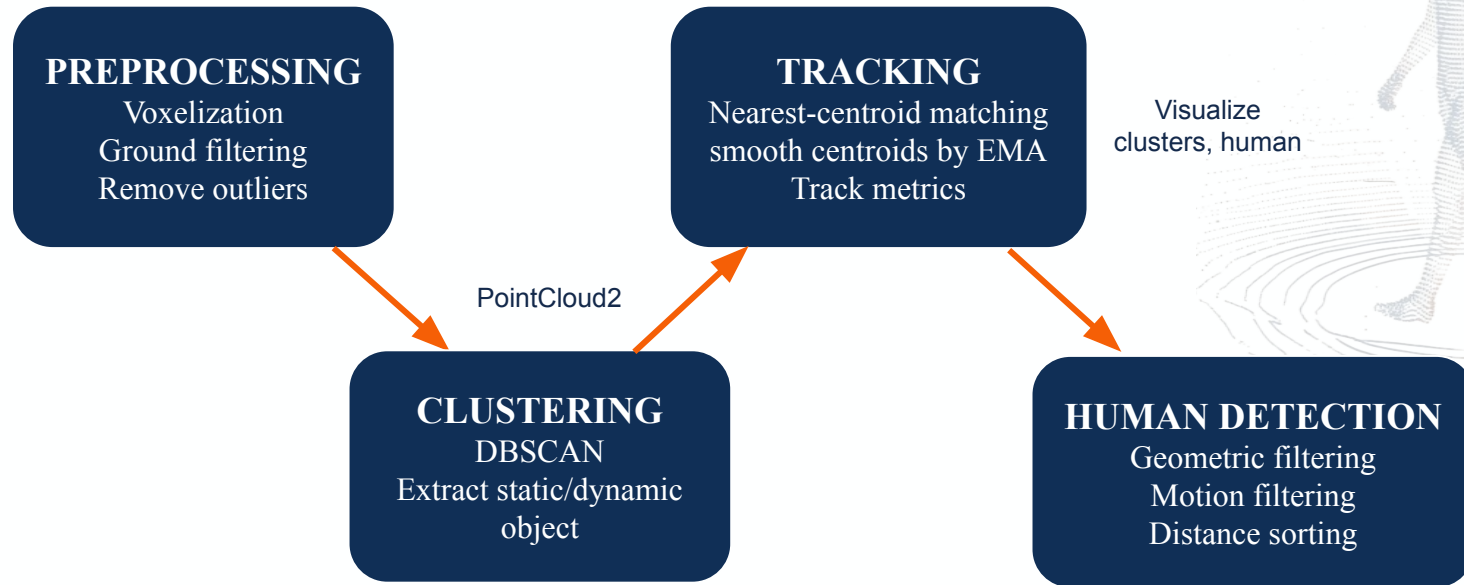 PREPROCESSING
Voxelization
Ground filtering
Remove outliers
PointCloud2
CLUSTERING
DBSCAN
Extract static/dynamic
object
TRACKING
Nearest-centroid matching
smooth centroids by EMA
Track metrics
Visualize
clusters, human
HUMAN DETECTION
Geometric filtering
Motion filtering
Distance sorting